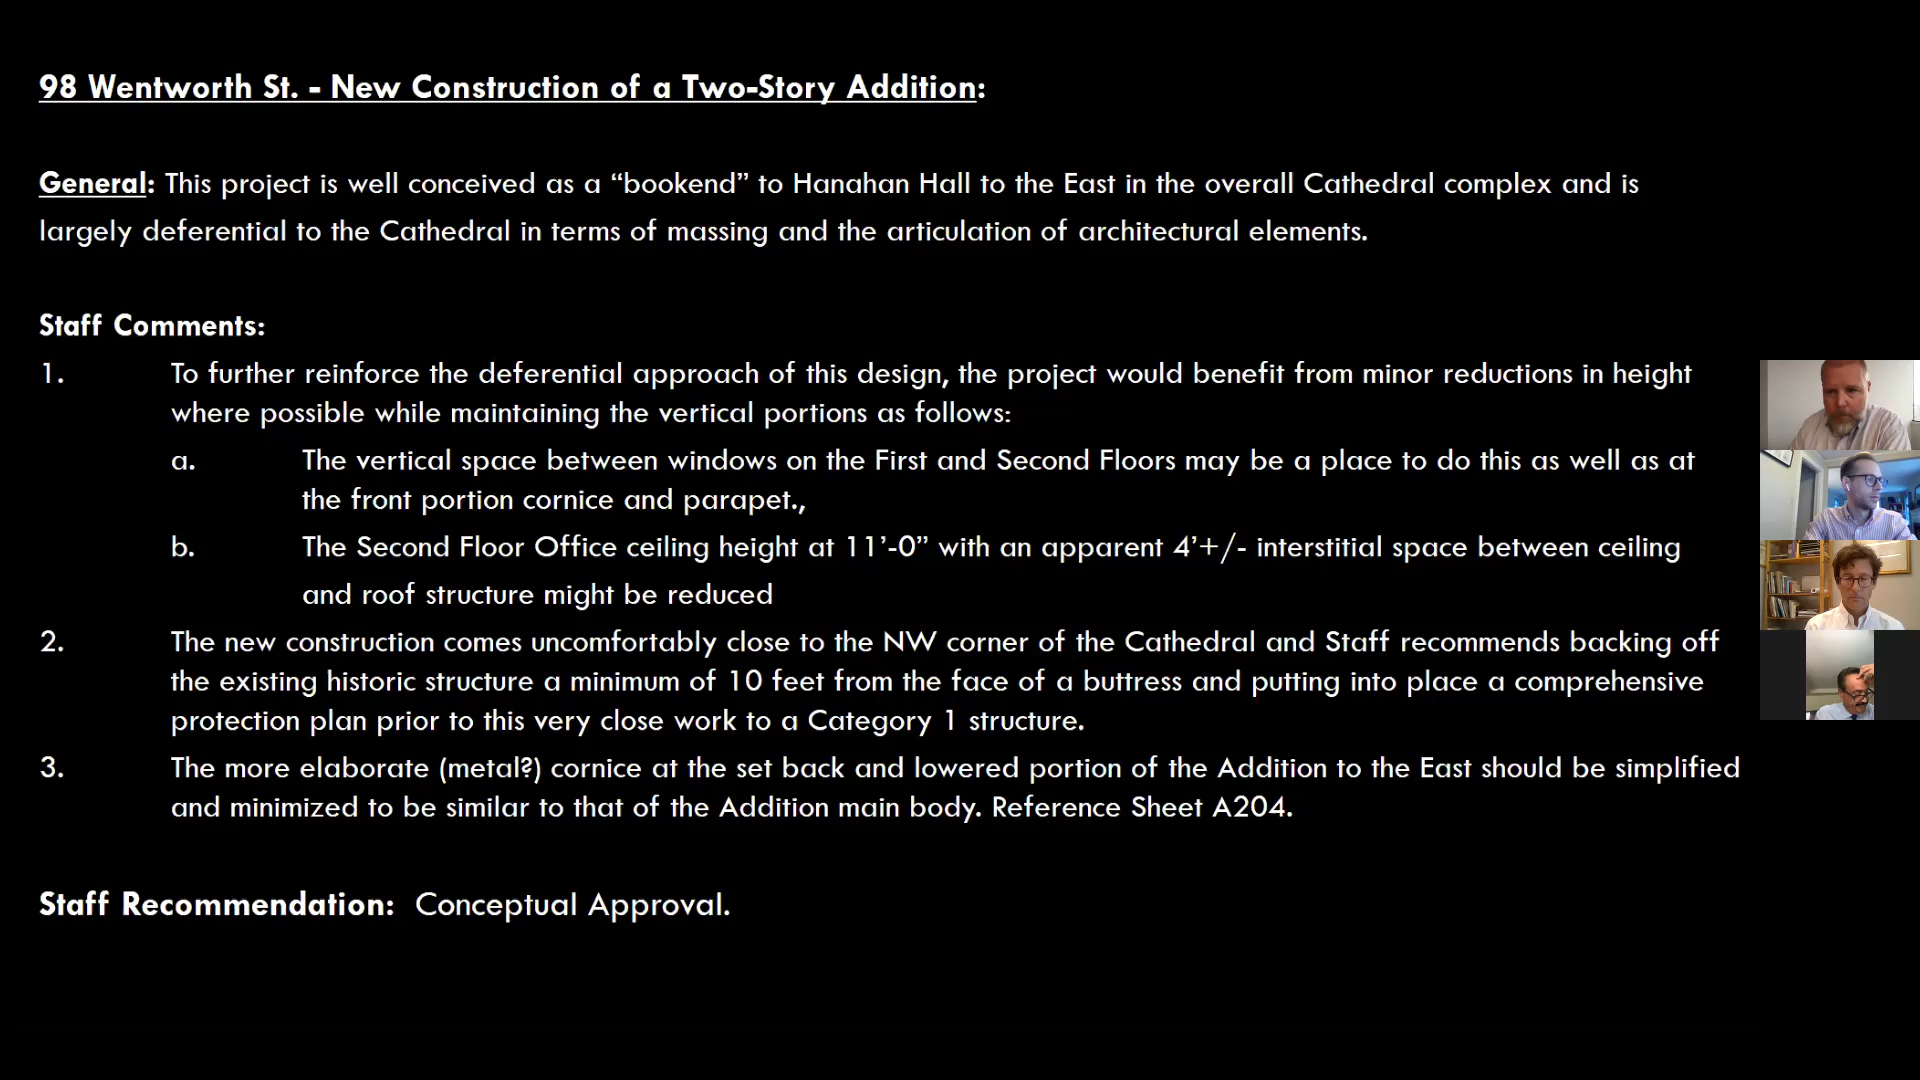 98 Wentworth St. - New Construction of a Two-Story Addition:
General: This project is well conceived as a “bookend” to Hanahan Hall to the East in the overall Cathedral complex and is
largely deferential to the Cathedral in terms of massing and the articulation of architectural elements.
Staff Comments:
1. To further reinforce the deferential approach of this design, the project would benefit from minor reductions in height
where possible while maintaining the vertical portions as follows:
a. The vertical space between windows on the First and Second Floors may be a place to do this as well as at
the front portion cornice and parapet.,
b. The Second Floor Office ceiling height at 11’-0” with an apparent 4’+/- interstitial space between ceiling
and roof structure might be reduced
2. The new construction comes uncomfortably close to the NW corner of the Cathedral and Staff recommends backing off
the existing historic structure a minimum of 10 feet from the face of a buttress and putting into place a comprehensive
protection plan prior to this very close work to a Category 1 structure.
3. The more elaborate (metal?) cornice at the set back and lowered portion of the Addition to the East should be simplified
and minimized to be similar to that of the Addition main body. Reference Sheet A204.
Staff Recommendation: Conceptual Approval.